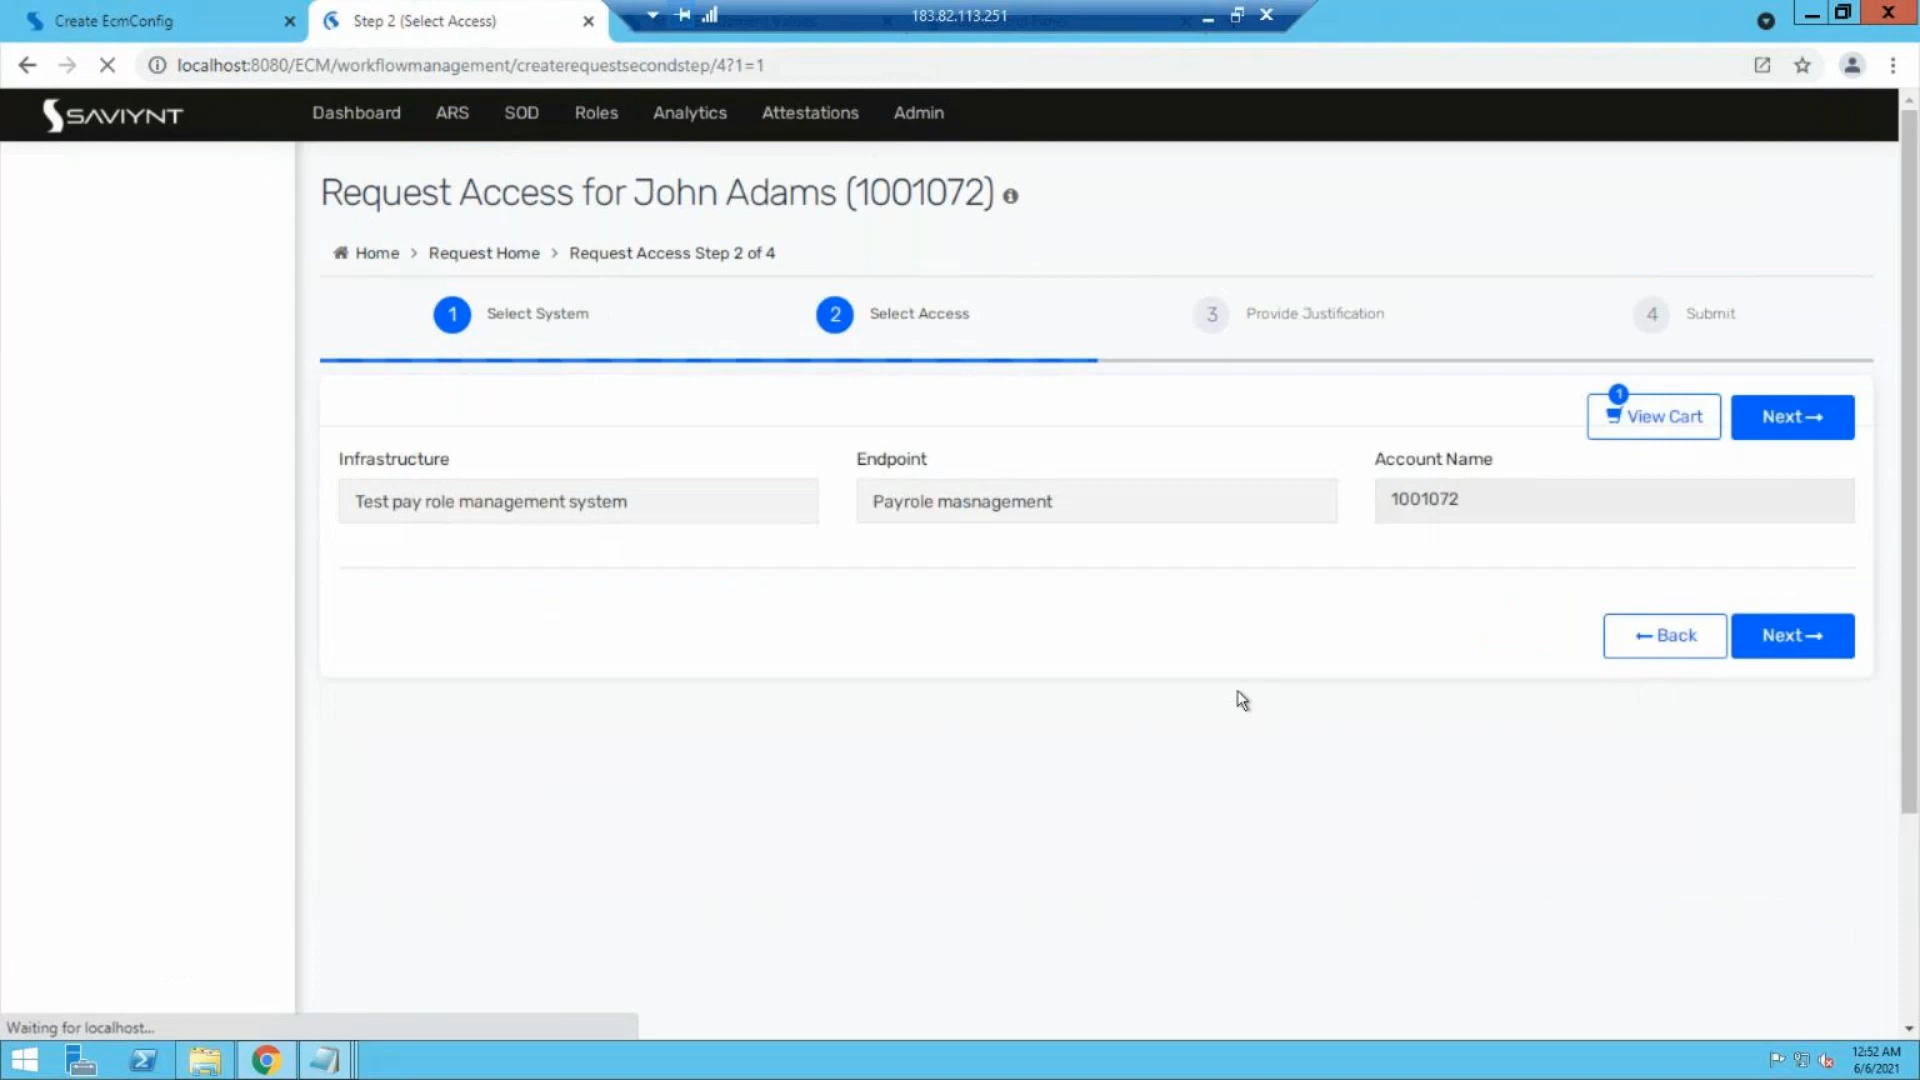 Create EcmConfig
Step 2 (Select Access)
183.82.113.251
localhost:8080/ECM/workflowmanagement/createrequestsecondstep/4?1=1
SAVIYNT
Dashboard ARS SOD Roles Analytics Attestations Admin
Request Access for John Adams (1001072)
Home > Request Home > Request Access Step 2 of 4
1 Select System 2 Select Access 3 Provide Justification 4 Submit
1
View Cart Next
Infrastructure Endpoint Account Name
Test pay role management system Payrole masnagement 1001072
Back Next
Waiting for localhost...
12:52 AM
6/6/2021